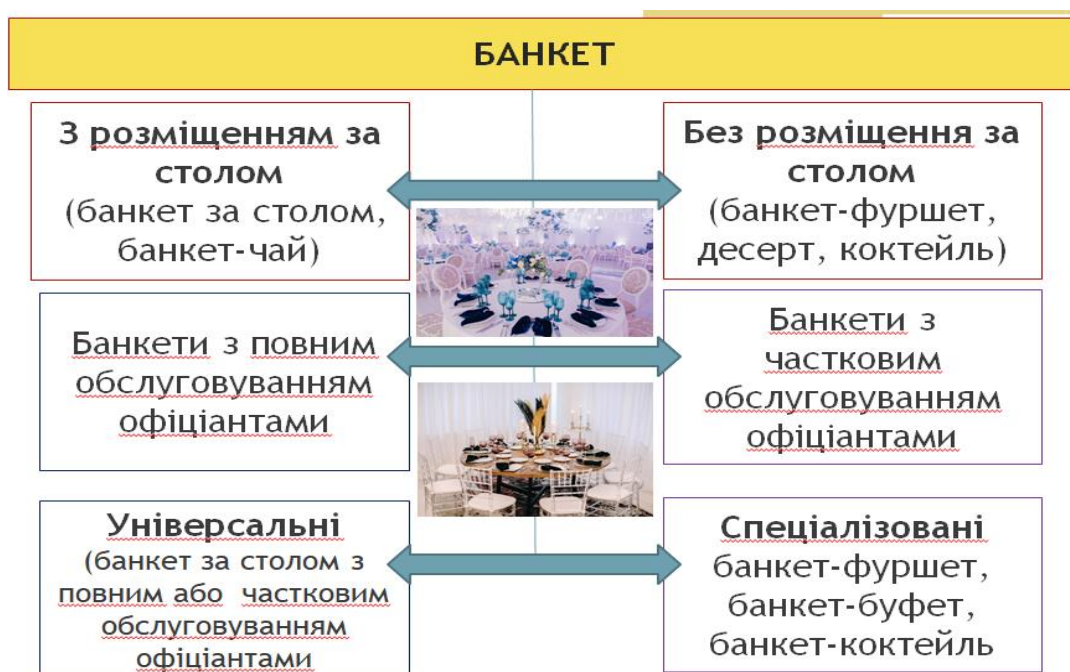 БАНКЕТ
З розміщенням за
столом
(банкет за столом,
банкет-чай)
Без розміщення за
столом
(банкет-фуршет,
десерт, коктейль)
Банкети з повним
обслуговуванням
офіціантами
Банкети з
частковим
обслуговуванням
офіціантами
Універсальні
(банкет за столом з
повним або частковим
обслуговуванням
офіціантами
Спеціалізовані
банкет-фуршет,
банкет-буфет,
банкет-коктейль